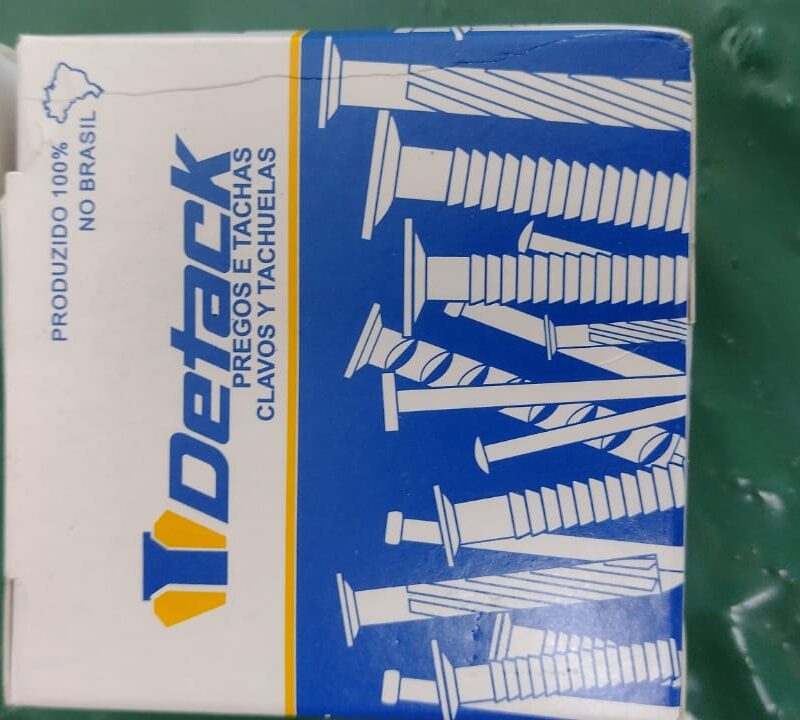 PRODUZIDO 100%
NO BRASIL
Detack
PREGOS E TACHAS
CLAVOS Y TACHUELAS